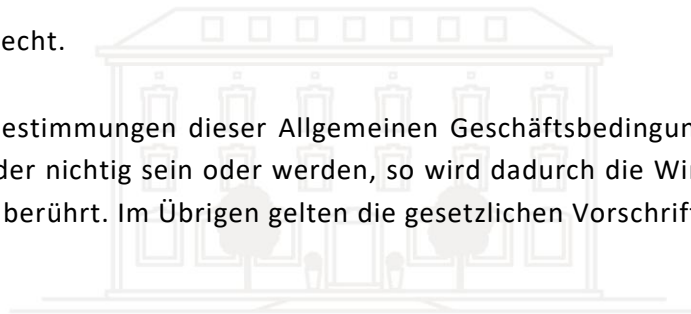 echt.
estimmungen dieser Allgemeinen Geschäftsbedingun
der nichtig sein oder werden, so wird dadurch die Wir
berührt. Im Übrigen gelten die gesetzlichen Vorschrift